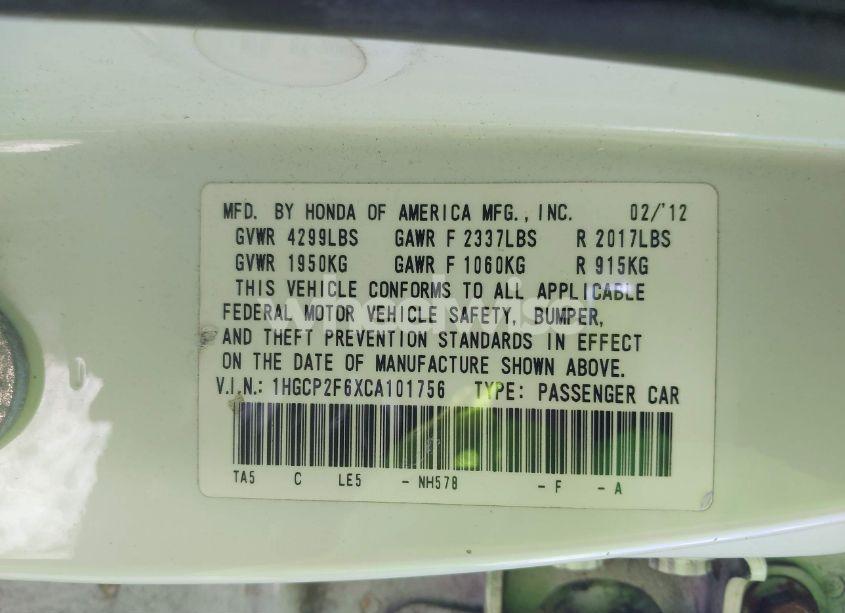 MFD. BY HONDA OF AMERICA MFG., INC. 02/'12
GVWR 4299LBS GAWR F 2337LBS R 2017LBS
GVWR 1950KG GAWR F 1060KG R 915KG
THIS VEHICLE CONFORMS TO ALL APPLICABLE
FEDERAL MOTOR VEHICLE SAFETY, BUMPER,
AND THEFT PREVENTION STANDARDS IN EFFECT
ON THE DATE OF MANUFACTURE SHOWN ABOVE.
V.I.N.: 1HGCP2F6XCA101756 TYPE: PASSENGER CAR
TA5 C LE5 - NH578 - F - A